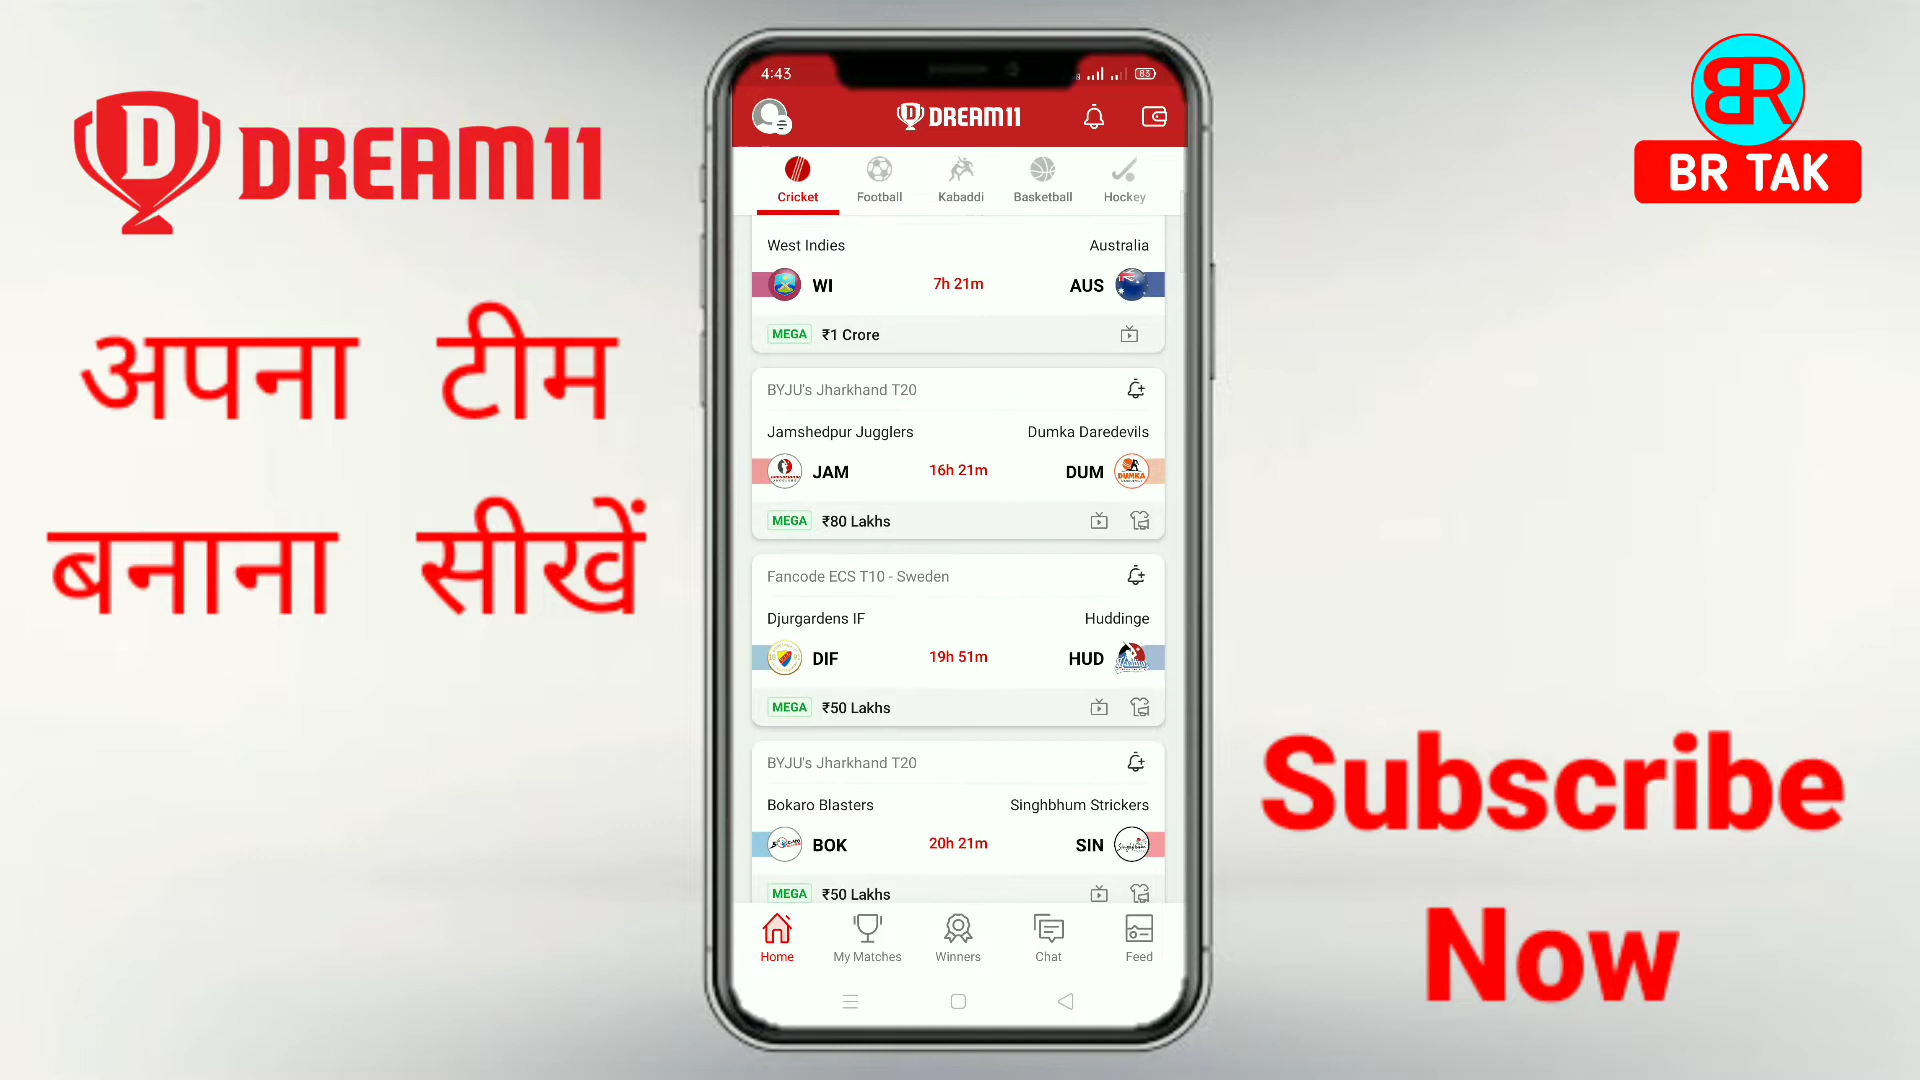 DREAM11
अपना टीम
बनाना सीखें
4:43
83
DREAM11
Cricket Football Kabaddi Basketball Hockey
West Indies Australia
WI 7h 21m AUS
MEGA ₹1 Crore
BYJU's Jharkhand T20
Jamshedpur Jugglers Dumka Daredevils
JAM 16h 21m DUM
MEGA ₹80 Lakhs
Fancode ECS T10 - Sweden
Djurgardens IF Huddinge
DIF 19h 51m HUD
MEGA ₹50 Lakhs
BYJU's Jharkhand T20
Bokaro Blasters Singhbhum Strickers
BOK 20h 21m SIN
MEGA ₹50 Lakhs
Home My Matches Winners Chat Feed
BR
BR TAK
Subscribe
Now